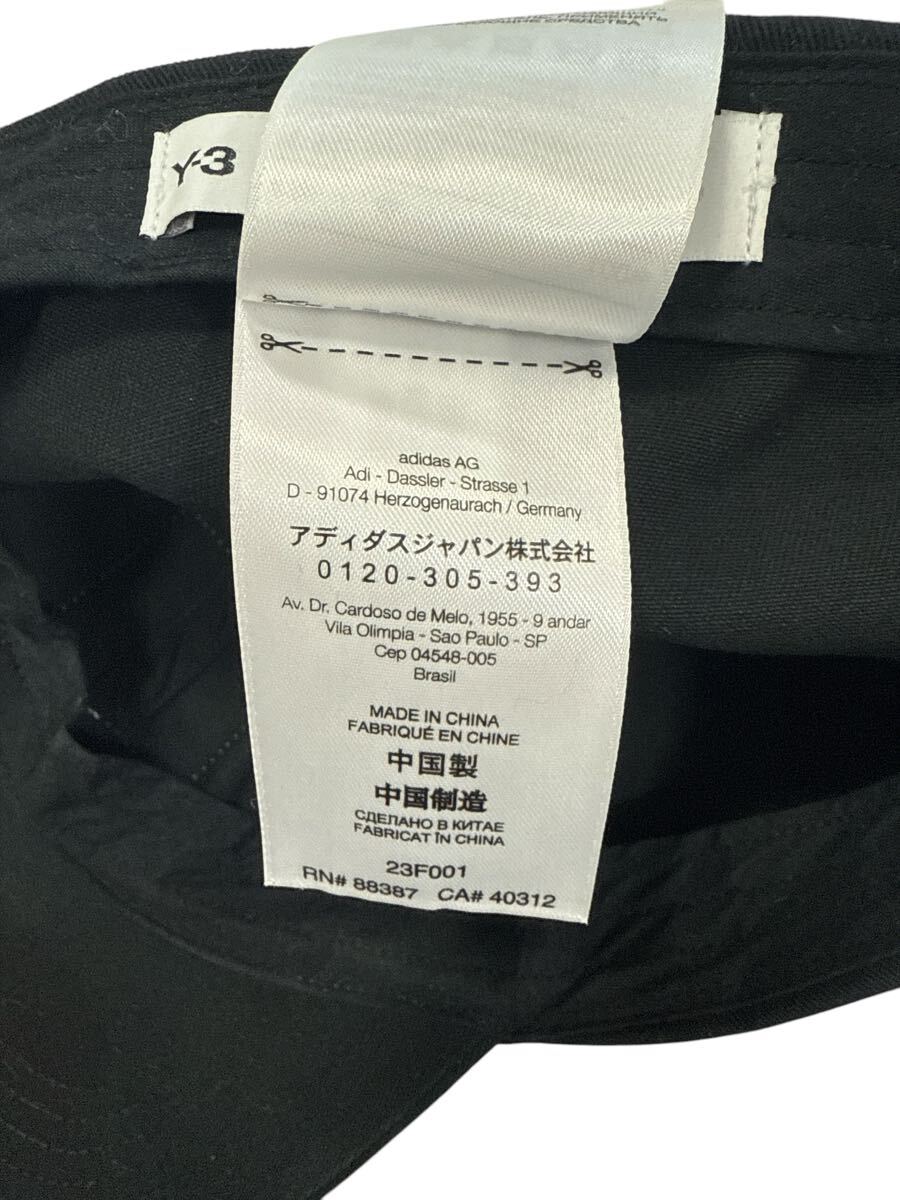 ЮЩИЕ СРЕДСТВА
Y-3
adidas AG
Adi - Dassler - Strasse 1
D - 91074 Herzogenaurach / Germany
アディダスジャパン株式会社
0120-305-393
Av. Dr. Cardoso de Melo, 1955 - 9 andar
Vila Olimpia - Sao Paulo - SP
Cep 04548-005
Brasil
MADE IN CHINA
FABRIQUÉ EN CHINE
中国製
中国制造
СДЕЛАНО В КИТАЕ
FABRICAT ÎN CHINA
23F001
RN# 88387 CA# 40312